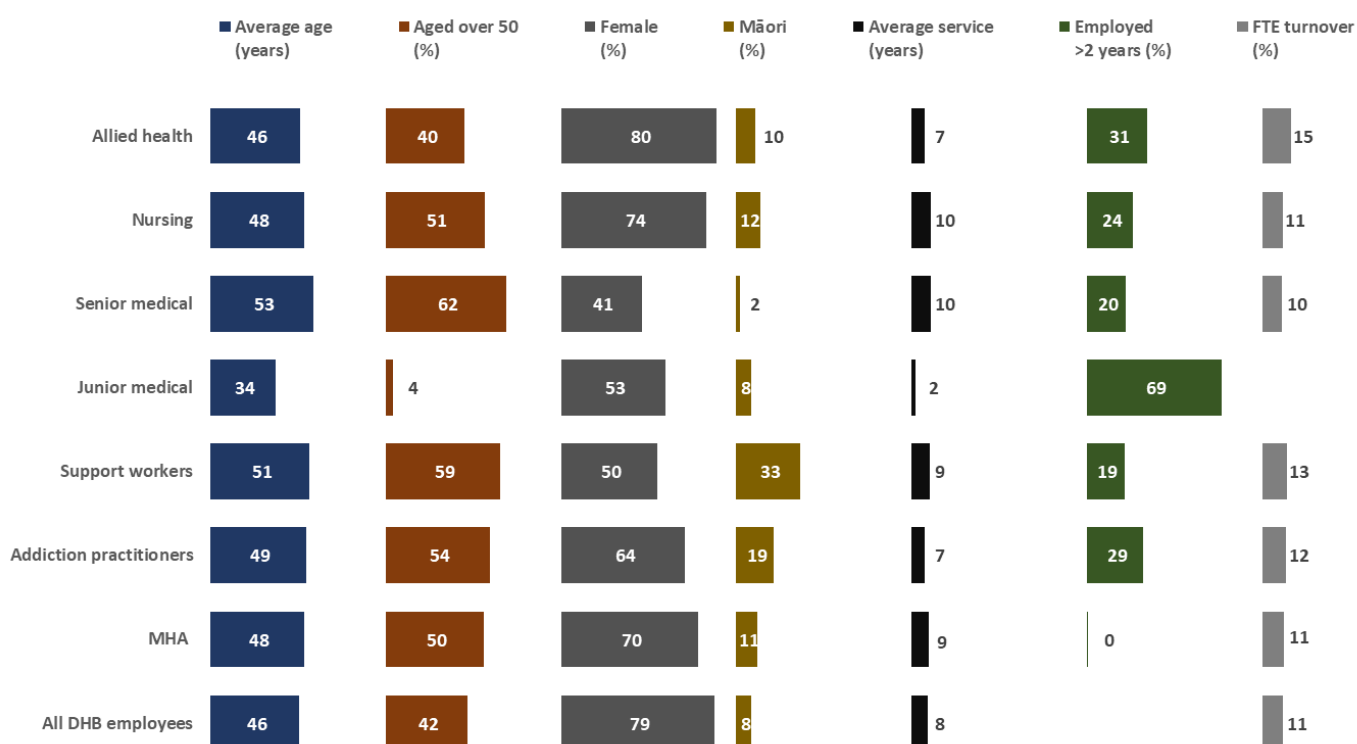 Average age (years)
Aged over 50 (%)
Female (%)
Māori (%)
Average service (years)
Employed >2 years (%)
FTE turnover (%)
Allied health 46 40 80 10 7 31 15
Nursing 48 51 74 12 10 24 11
Senior medical 53 62 41 2 10 20 10
Junior medical 34 4 53 8 2 69
Support workers 51 59 50 33 9 19 13
Addiction practitioners 49 54 64 19 7 29 12
MHA 48 50 70 11 9 0 11
All DHB employees 46 42 79 8 8 11